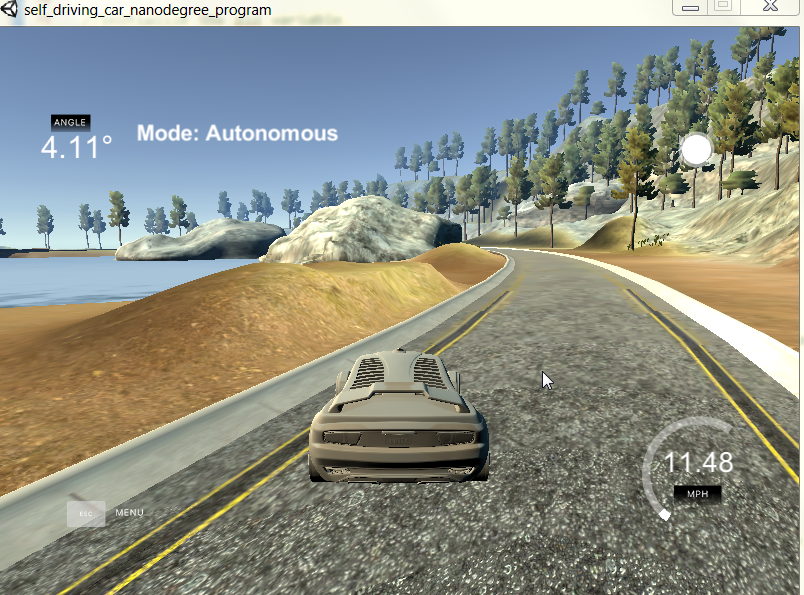 self_driving_car_nanodegree_program
ANGLE
4.11°
Mode: Autonomous
11.48
MPH
ESC
MENU